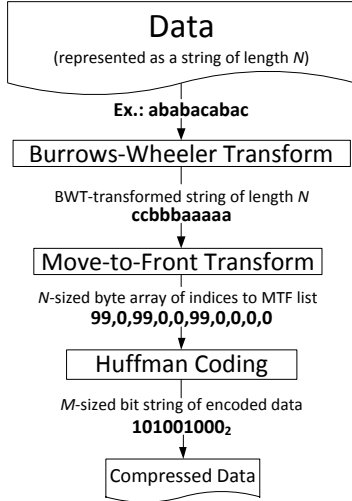 Data
(represented as a string of length N)
Ex.: ababacabac
Burrows-Wheeler Transform
BWT-transformed string of length N
ccbbbaaaaa
Move-to-Front Transform
N-sized byte array of indices to MTF list
99,0,99,0,0,99,0,0,0,0
Huffman Coding
M-sized bit string of encoded data
101001000₂
Compressed Data